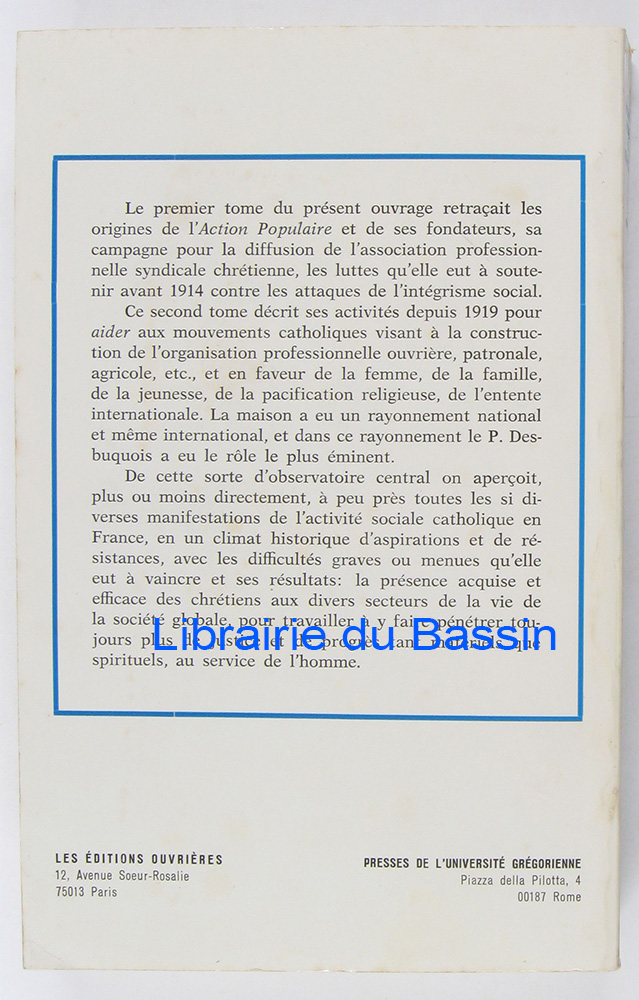 Le premier tome du présent ouvrage retraçait les
origines de l'Action Populaire et de ses fondateurs, sa
campagne pour la diffusion de l'association profession-
nelle syndicale chrétienne, les luttes qu'elle eut à soute-
nir avant 1914 contre les attaques de l'intégrisme social.
Ce second tome décrit ses activités depuis 1919 pour
aider aux mouvements catholiques visant à la construc-
tion de l'organisation professionnelle ouvrière, patronale,
agricole, etc., et en faveur de la femme, de la famille,
de la jeunesse, de la pacification religieuse, de l'entente
internationale. La maison a eu un rayonnement national
et même international, et dans ce rayonnement le P. Des-
buquois a eu le rôle le plus éminent.
De cette sorte d'observatoire central on aperçoit,
plus ou moins directement, à peu près toutes les si di-
verses manifestations de l'activité sociale catholique en
France, en un climat historique d'aspirations et de ré-
sistances, avec les difficultés graves ou menues qu'elle
eut à vaincre et ses résultats: la présence acquise et
efficace des chrétiens aux divers secteurs de la vie de
la société globale, pour travailler à y faire pénétrer tou-
jours plus de justice et de progrès tant matériels que
spirituels, au service de l'homme.
Librairie du Bassin
LES ÉDITIONS OUVRIÈRES
12, Avenue Soeur-Rosalie
75013 Paris
PRESSES DE L'UNIVERSITÉ GRÉGORIENNE
Piazza della Pilotta, 4
00187 Rome